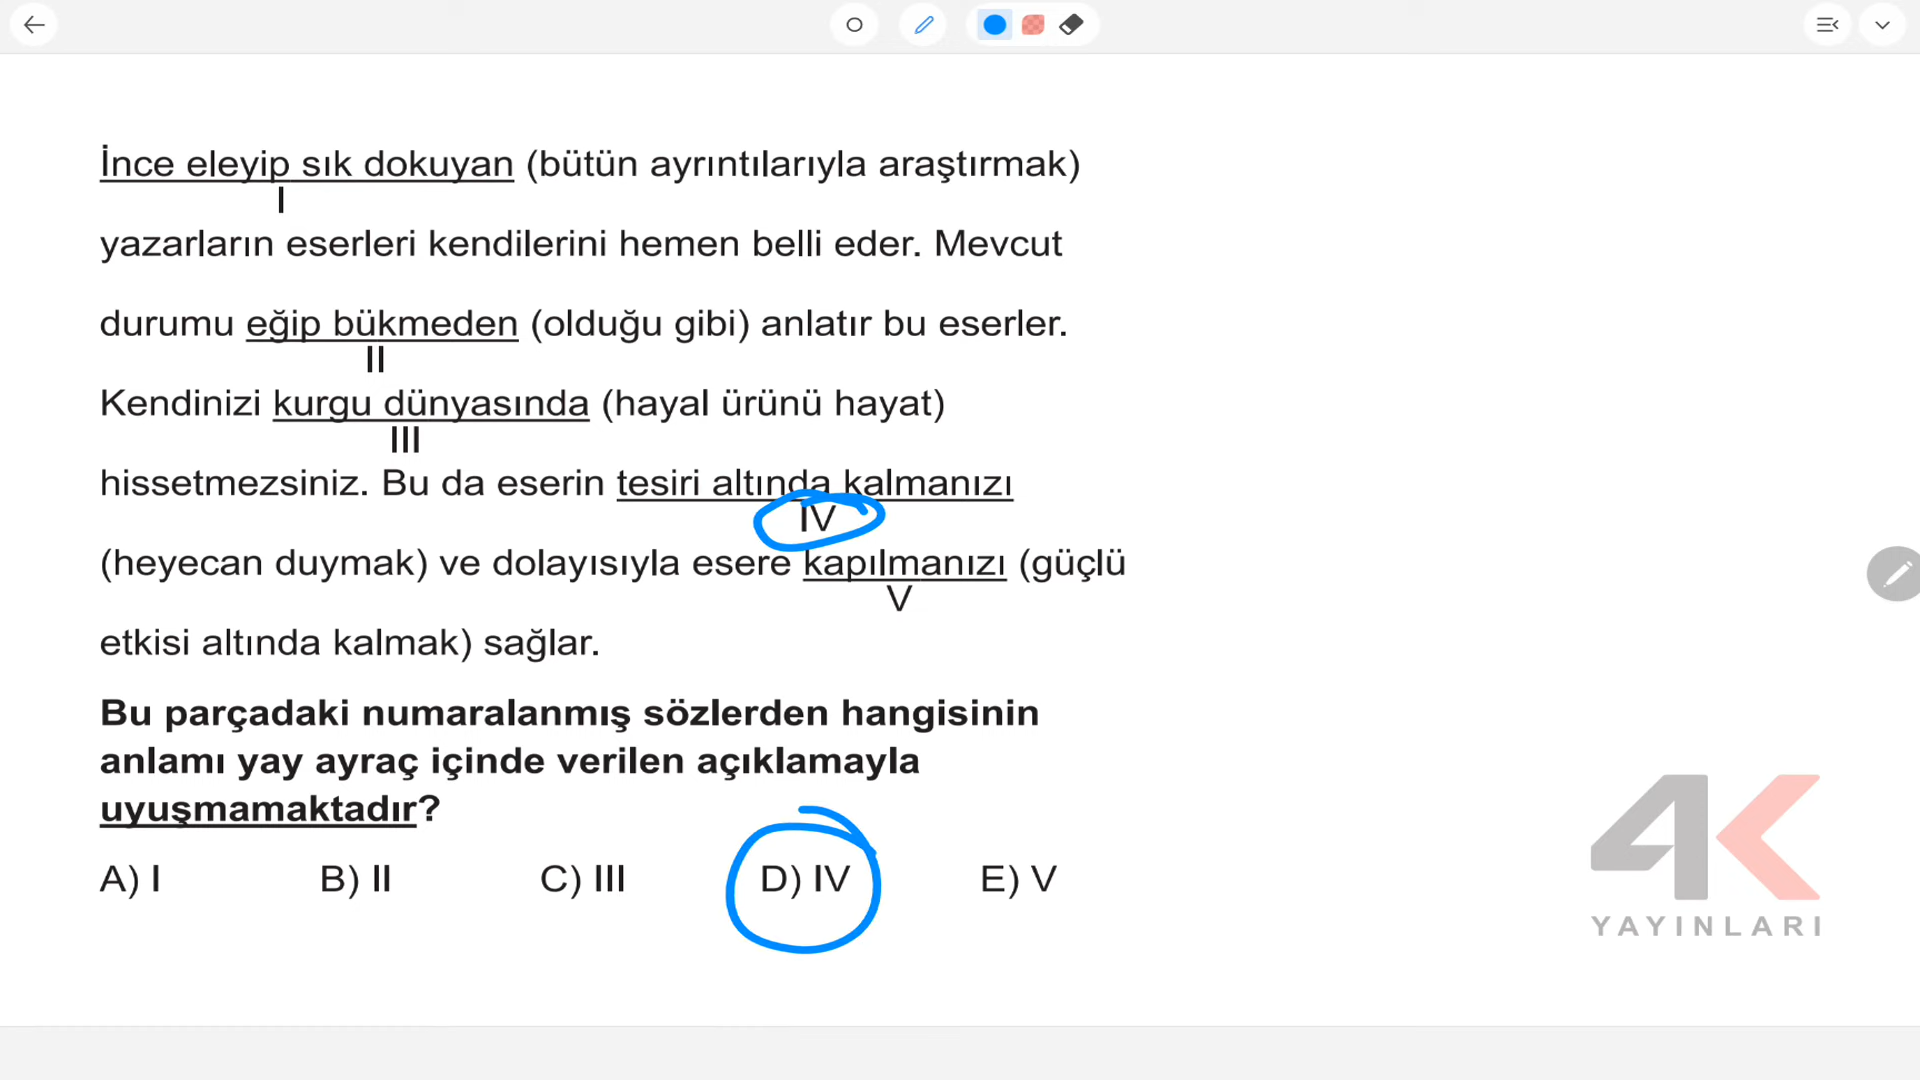 İnce eleyip sık dokuyan (bütün ayrıntılarıyla araştırmak)
I
yazarların eserleri kendilerini hemen belli eder. Mevcut
durumu eğip bükmeden (olduğu gibi) anlatır bu eserler.
II
Kendinizi kurgu dünyasında (hayal ürünü hayat)
III
hissetmezsiniz. Bu da eserin tesiri altında kalmanızı
IV
(heyecan duymak) ve dolayısıyla esere kapılmanızı (güçlü
V
etkisi altında kalmak) sağlar.
Bu parçadaki numaralanmış sözlerden hangisinin
anlamı yay ayraç içinde verilen açıklamayla
uyuşmamaktadır?
A) I B) II C) III D) IV E) V
4K
YAYINLARI